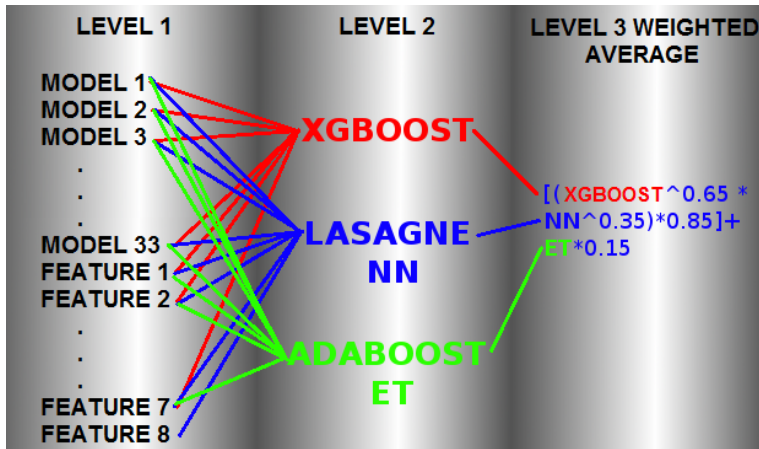 LEVEL 1
LEVEL 2
LEVEL 3 WEIGHTED
AVERAGE
MODEL 1
MODEL 2
MODEL 3
.
.
.
MODEL 33
FEATURE 1
FEATURE 2
.
.
.
FEATURE 7
FEATURE 8
XGBOOST
LASAGNE
NN
ADABOOST
ET
[(XGBOOST^0.65 *
NN^0.35)*0.85]+
ET*0.15